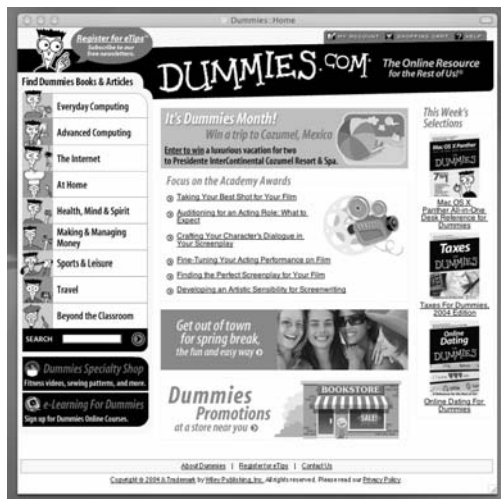 Dummies::Home
Register for eTips
Subscribe to our
free newsletters.
MY ACCOUNT
SHOPPING CART
HELP
DUMMIES.COM
The Online Resource
for the Rest of Us!®
Find Dummies Books & Articles
Everyday Computing
Advanced Computing
The Internet
At Home
Health, Mind & Spirit
Making & Managing
Money
Sports & Leisure
Travel
Beyond the Classroom
SEARCH
Dummies Specialty Shop
Fitness videos, sewing patterns, and more.
e-Learning For Dummies
Sign up for Dummies Online Courses.
It's Dummies Month!
Win a trip to Cozumel, Mexico
Enter to win a luxurious vacation for two
to Presidente InterContinental Cozumel Resort & Spa.
Focus on the Academy Awards
Taking Your Best Shot for Your Film
Auditioning for an Acting Role: What to
Expect
Crafting Your Character's Dialogue in
Your Screenplay
Fine-Tuning Your Acting Performance on Film
Finding the Perfect Screenplay for Your Film
Developing an Artistic Sensibility for Screenwriting
Get out of town
for spring break,
the fun and easy way
Dummies
Promotions
at a store near you
BOOKSTORE
SALE!
This Week's
Selections
Mac OS X Panther
DUMMIES
Mac OS X
Panther All-in-One
Desk Reference for
Dummies
Taxes
DUMMIES
Taxes For Dummies,
2004 Edition
Online
Dating
DUMMIES
Online Dating For
Dummies
About Dummies | Register for eTips | Contact Us
Copyright © 2004 & Trademark by Wiley Publishing, Inc. All rights reserved. Please read our Privacy Policy.